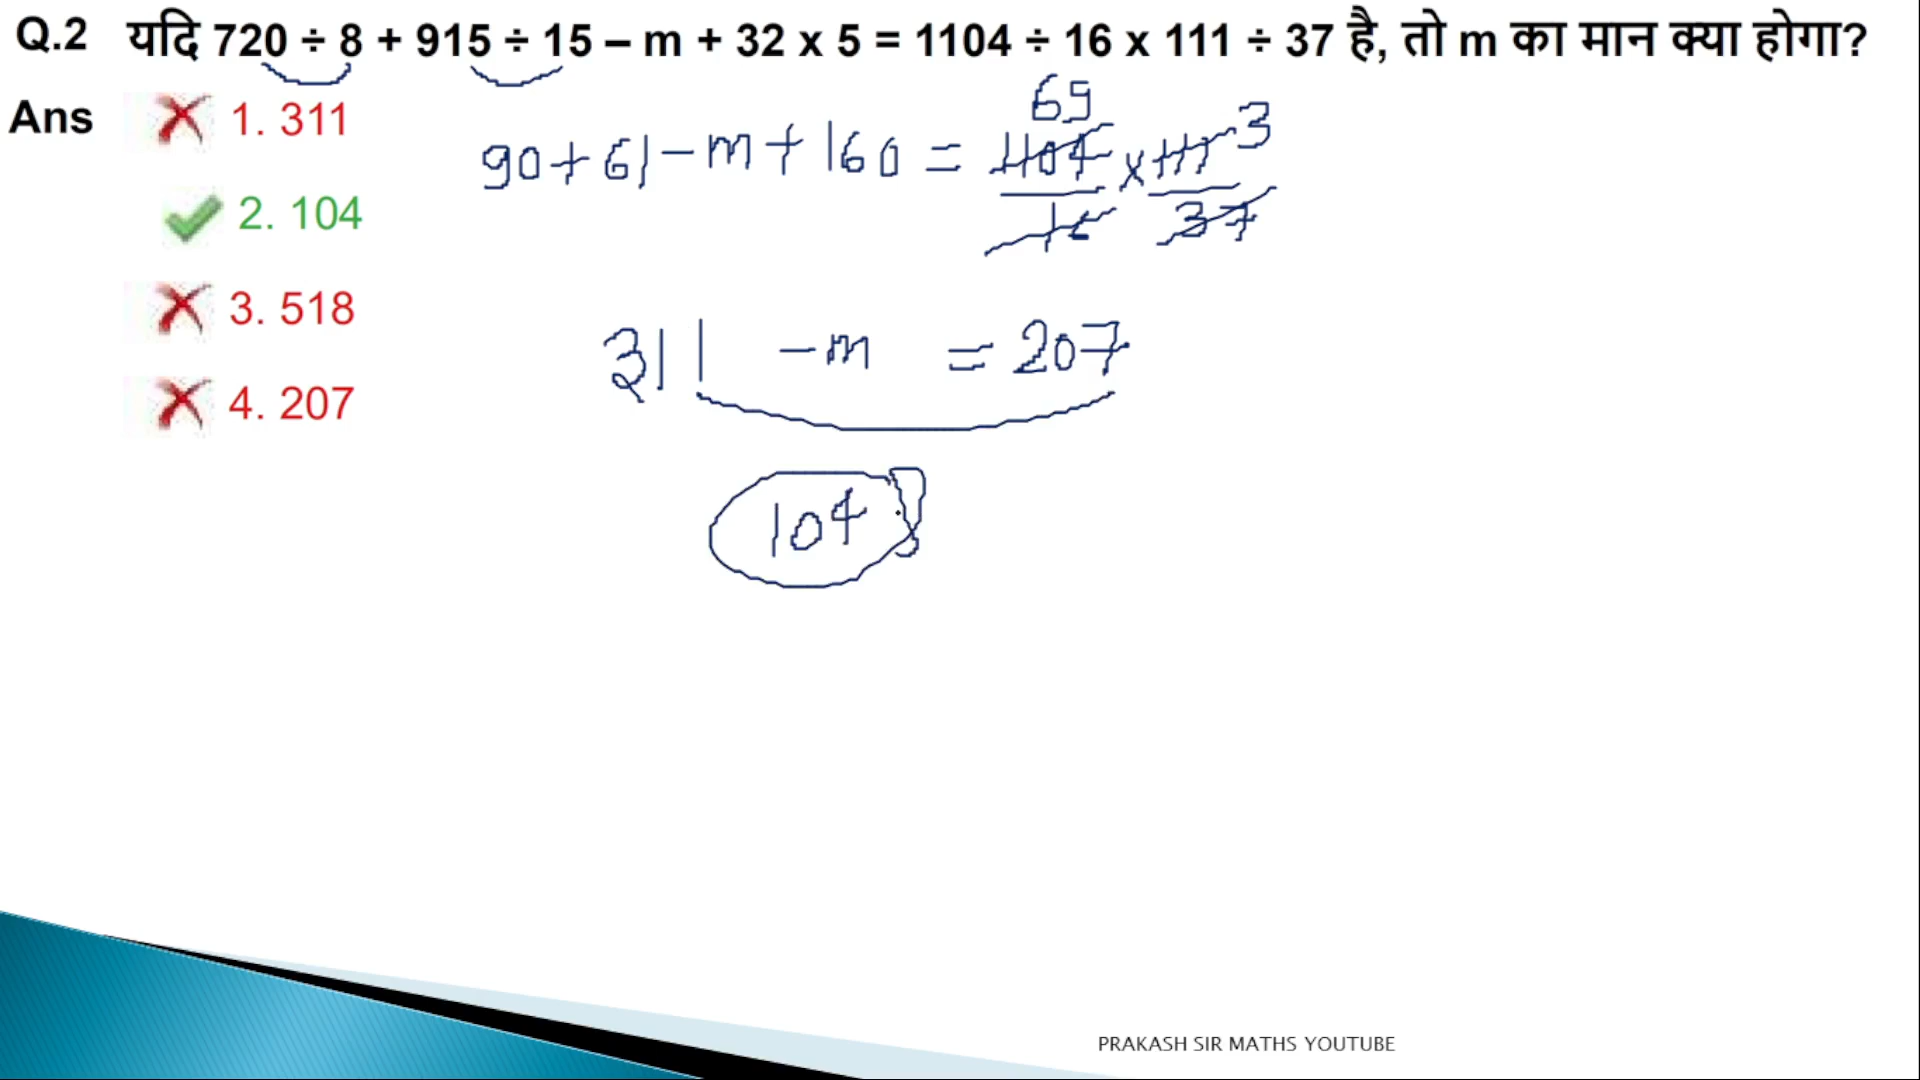 Q.2 यदि 720 ÷ 8 + 915 ÷ 15 – m + 32 x 5 = 1104 ÷ 16 x 111 ÷ 37 है, तो m का मान क्या होगा?
Ans
1. 311
2. 104
3. 518
4. 207
69
90+61-m+160 = 1104 x 111 3
16 37
311 -m = 207
104
PRAKASH SIR MATHS YOUTUBE